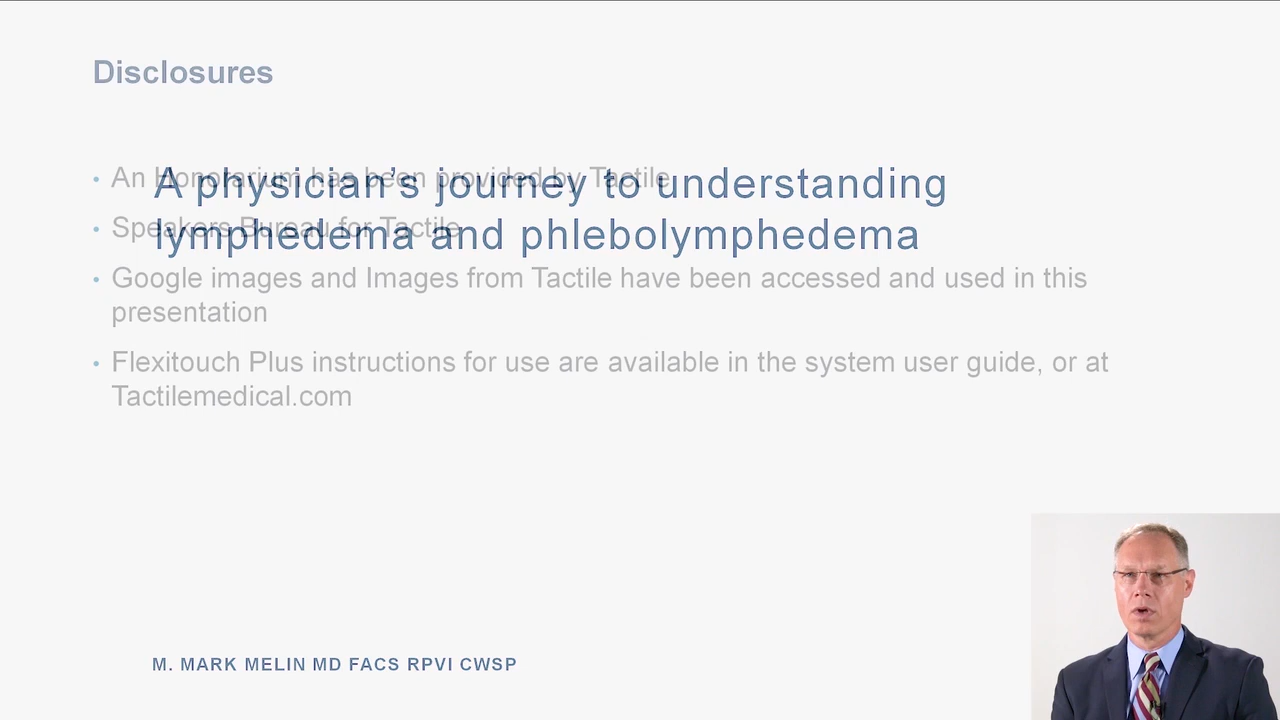 Disclosures
• An Honorarium has been provided by Tactile
A physician's journey to understanding
• Speakers Bureau for Tactile
lymphedema and phlebolymphedema
• Google images and Images from Tactile have been accessed and used in this
presentation
• Flexitouch Plus instructions for use are available in the system user guide, or at
Tactilemedical.com
M. MARK MELIN MD FACS RPVI CWSP